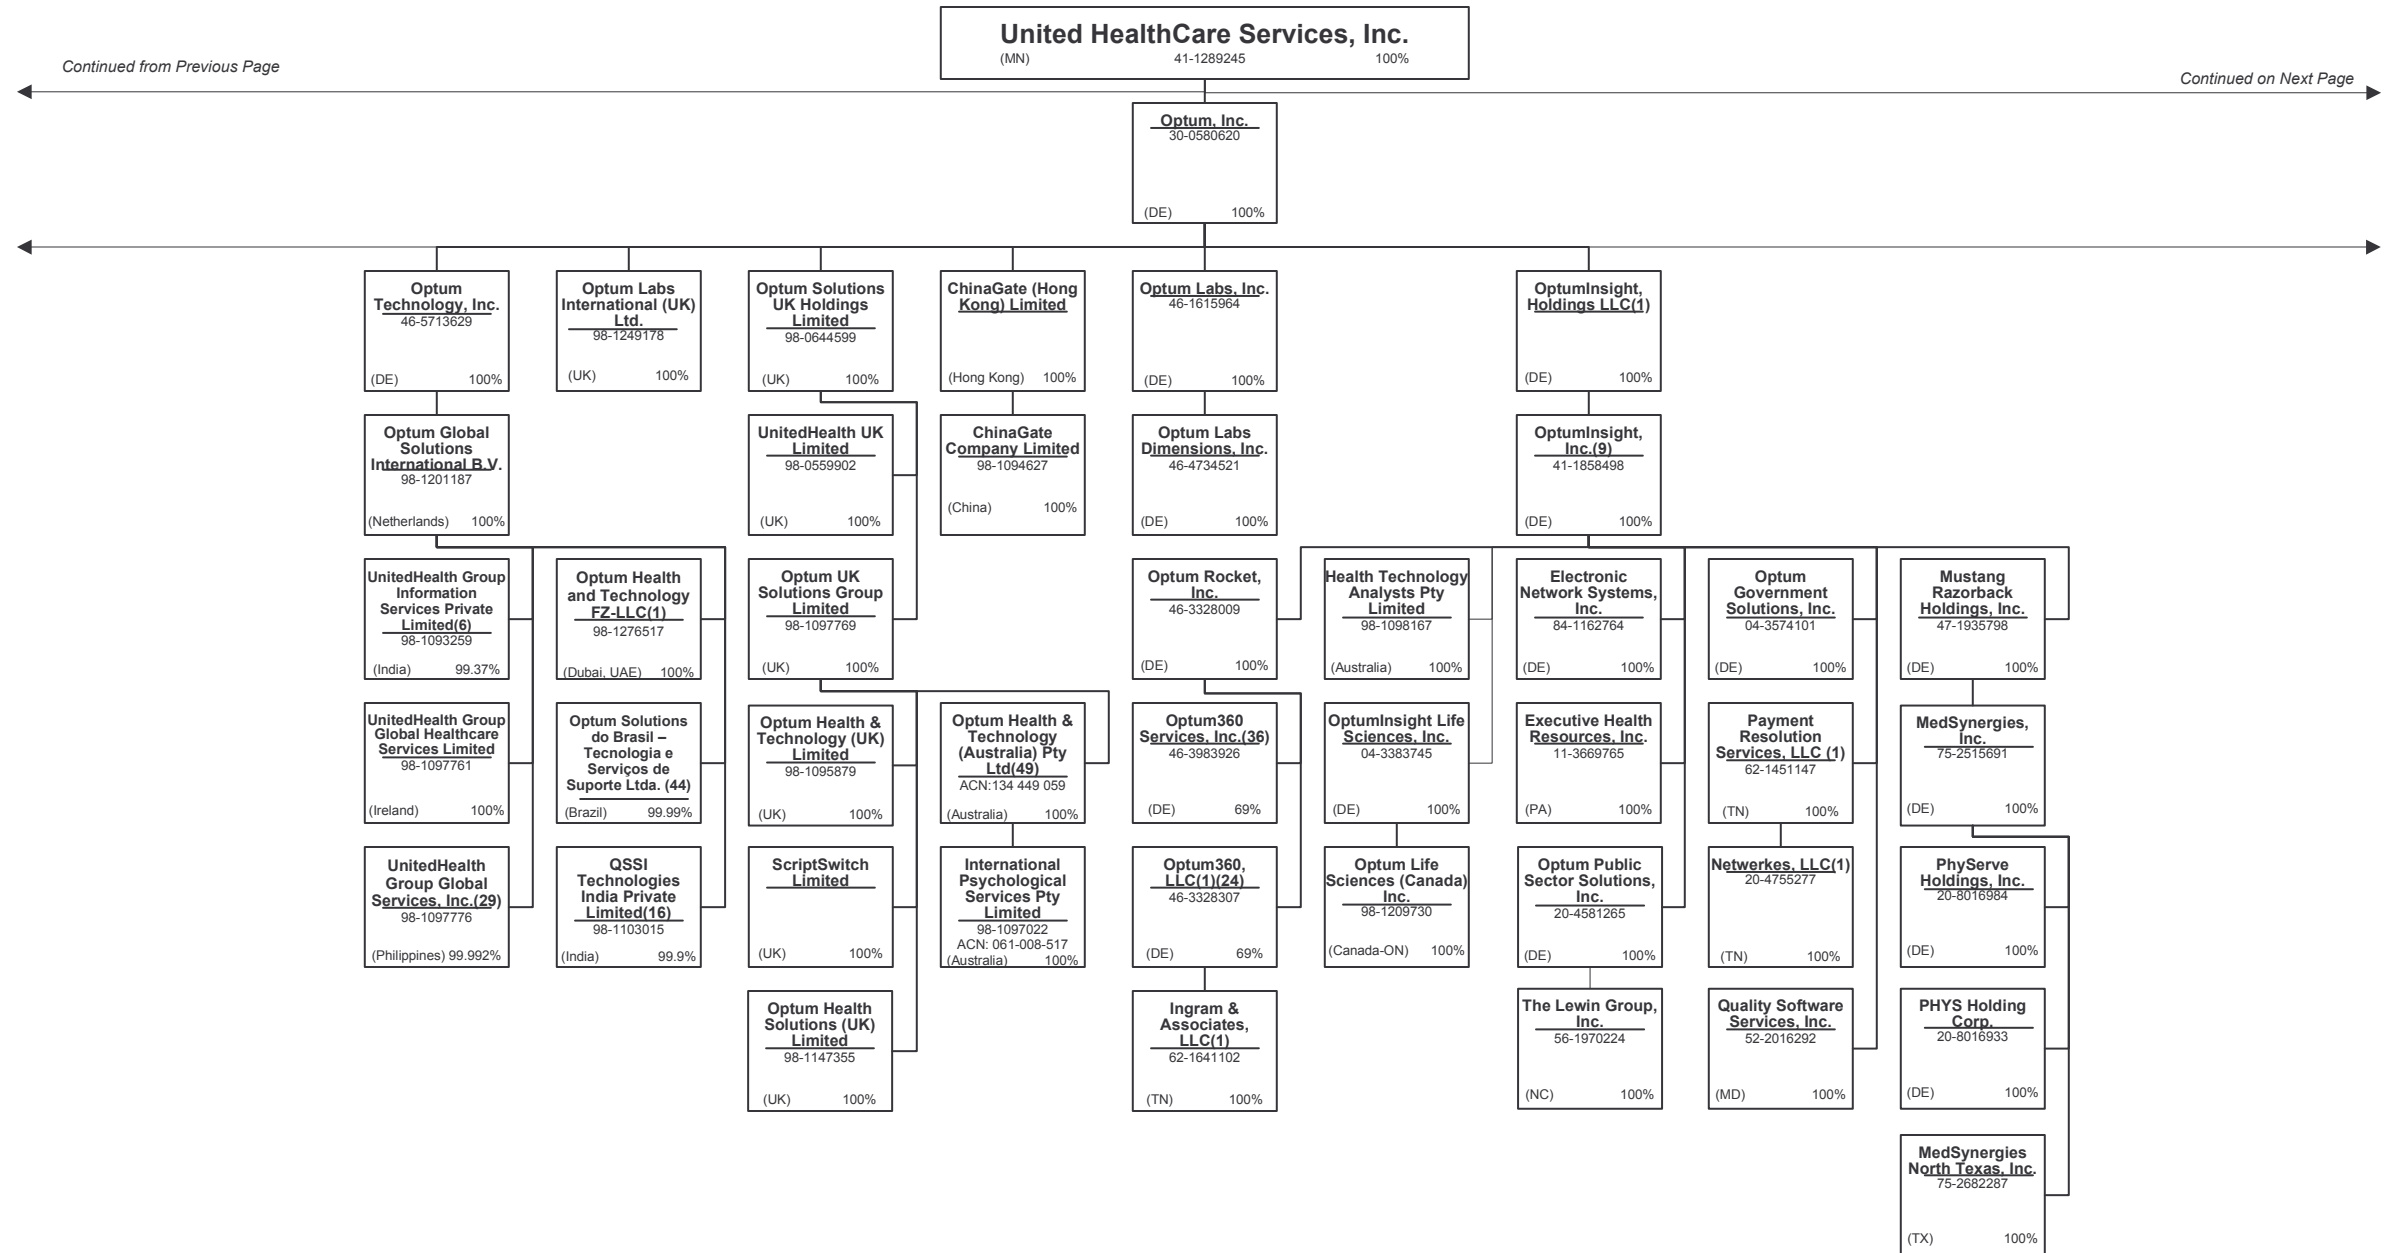 United HealthCare Services, Inc.
(MN) 41-1289245 100%
Continued from Previous Page
Continued on Next Page
Optum, Inc.
30-0580620
(DE) 100%
Optum
Technology, Inc.
46-5713629
(DE) 100%
Optum Labs
International (UK)
Ltd.
98-1249178
(UK) 100%
Optum Solutions
UK Holdings
Limited
98-0644599
(UK) 100%
ChinaGate (Hong
Kong) Limited
(Hong Kong) 100%
Optum Labs, Inc.
46-1615964
(DE) 100%
OptumInsight,
Holdings LLC(1)
(DE) 100%
Optum Global
Solutions
International B.V.
98-1201187
(Netherlands) 100%
UnitedHealth UK
Limited
98-0559902
(UK) 100%
ChinaGate
Company Limited
98-1094627
(China) 100%
Optum Labs
Dimensions, Inc.
46-4734521
(DE) 100%
OptumInsight,
Inc.(9)
41-1858498
(DE) 100%
UnitedHealth Group
Information
Services Private
Limited(6)
98-1093259
(India) 99.37%
Optum Health
and Technology
FZ-LLC(1)
98-1276517
(Dubai, UAE) 100%
Optum UK
Solutions Group
Limited
98-1097769
(UK) 100%
Optum Rocket,
Inc.
46-3328009
(DE) 100%
Health Technology
Analysts Pty
Limited
98-1098167
(Australia) 100%
Electronic
Network Systems,
Inc.
84-1162764
(DE) 100%
Optum
Government
Solutions, Inc.
04-3574101
(DE) 100%
Mustang
Razorback
Holdings, Inc.
47-1935798
(DE) 100%
UnitedHealth Group
Global Healthcare
Services Limited
98-1097761
(Ireland) 100%
Optum Solutions
do Brasil –
Tecnologia e
Serviços de
Suporte Ltda. (44)
(Brazil) 99.99%
Optum Health &
Technology (UK)
Limited
98-1095879
(UK) 100%
Optum Health &
Technology
(Australia) Pty
Ltd(49)
ACN:134 449 059
(Australia) 100%
Optum360
Services, Inc.(36)
46-3983926
(DE) 69%
OptumInsight Life
Sciences, Inc.
04-3383745
(DE) 100%
Executive Health
Resources, Inc.
11-3669765
(PA) 100%
Payment
Resolution
Services, LLC (1)
62-1451147
(TN) 100%
MedSynergies,
Inc.
75-2515691
(DE) 100%
UnitedHealth
Group Global
Services, Inc.(29)
98-1097776
(Philippines) 99.992%
QSSI
Technologies
India Private
Limited(16)
98-1103015
(India) 99.9%
ScriptSwitch
Limited
(UK) 100%
International
Psychological
Services Pty
Limited
98-1097022
ACN: 061-008-517
(Australia) 100%
Optum360,
LLC(1)(24)
46-3328307
(DE) 69%
Optum Life
Sciences (Canada)
Inc.
98-1209730
(Canada-ON) 100%
Optum Public
Sector Solutions,
Inc.
20-4581265
(DE) 100%
Netwerkes, LLC(1)
20-4755277
(TN) 100%
PhyServe
Holdings, Inc.
20-8016984
(DE) 100%
Optum Health
Solutions (UK)
Limited
98-1147355
(UK) 100%
Ingram &
Associates,
LLC(1)
62-1641102
(TN) 100%
The Lewin Group,
Inc.
56-1970224
(NC) 100%
Quality Software
Services, Inc.
52-2016292
(MD) 100%
PHYS Holding
Corp.
20-8016933
(DE) 100%
MedSynergies
North Texas, Inc.
75-2682287
(TX) 100%